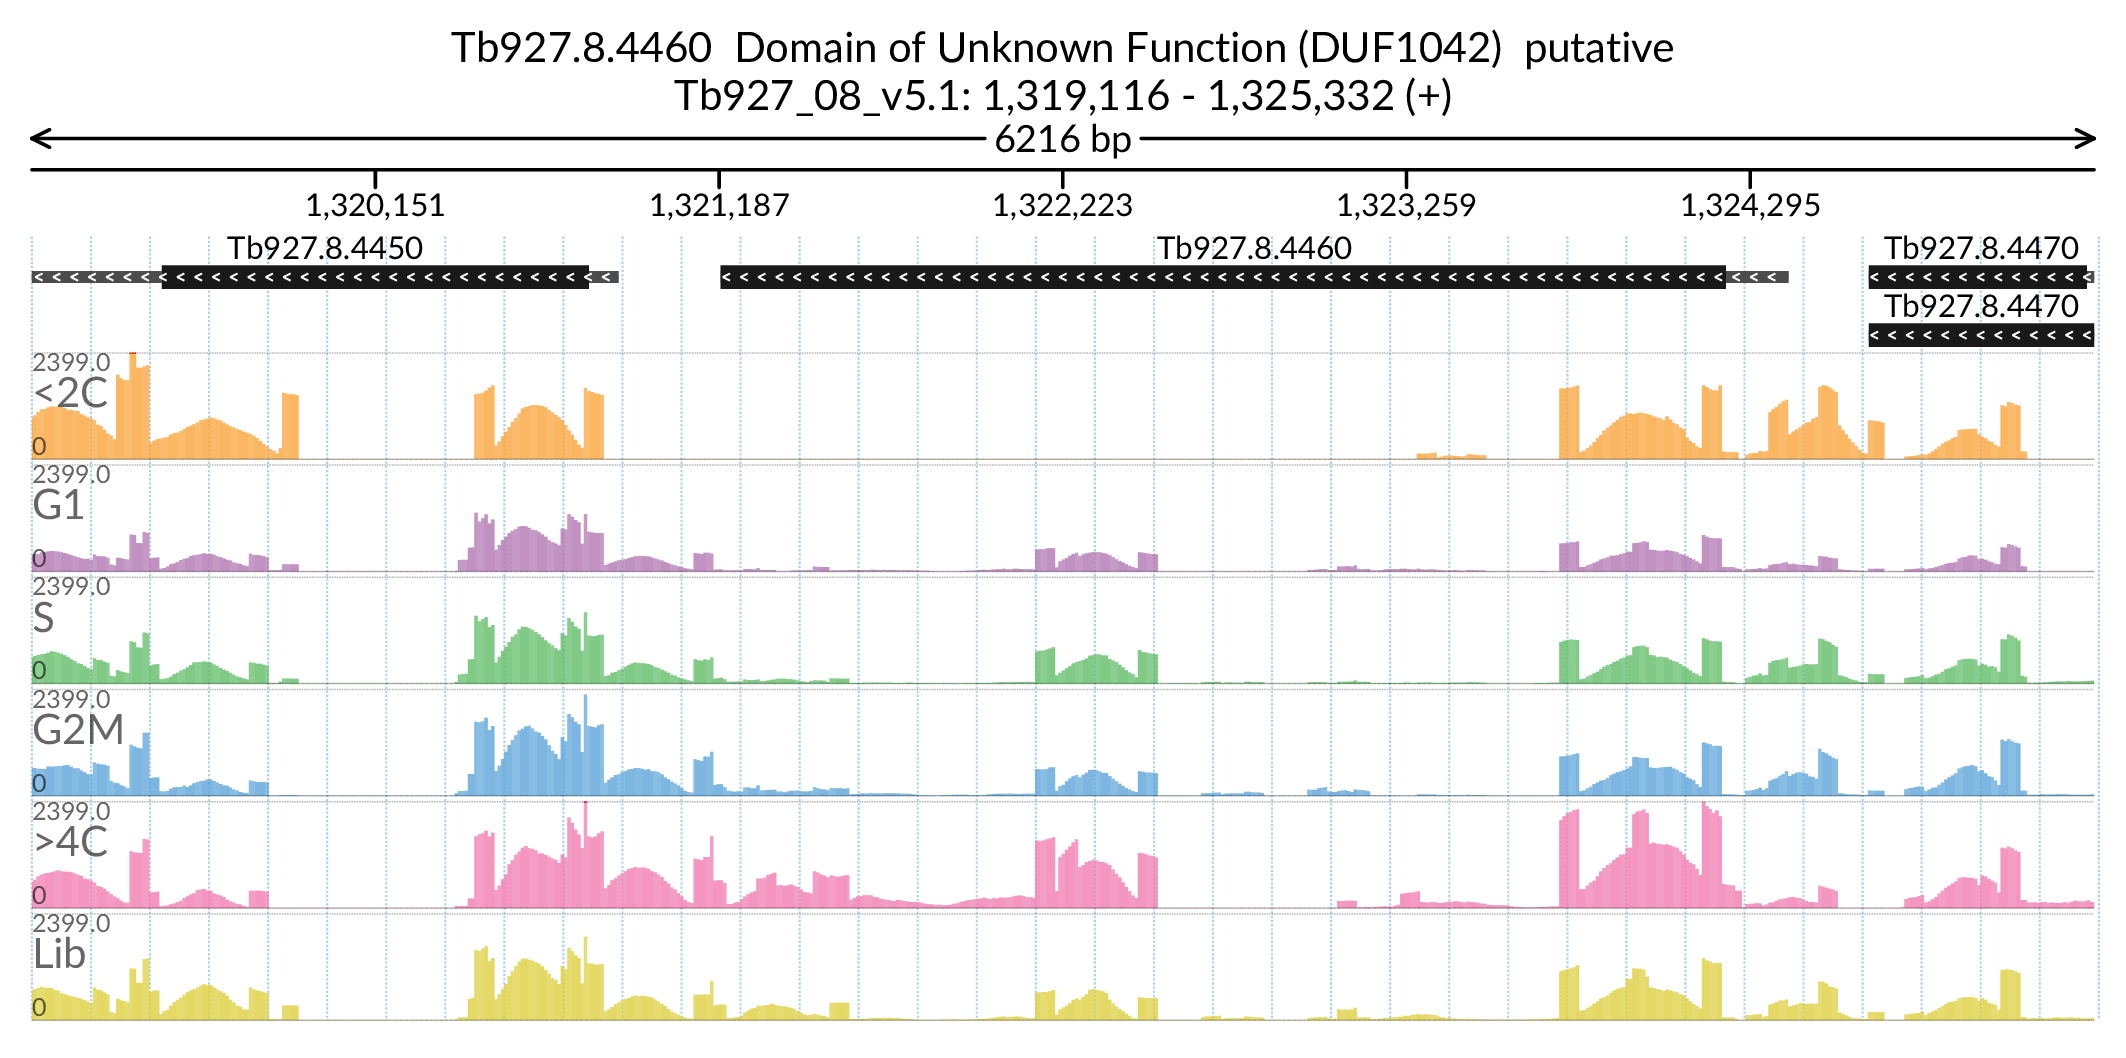 Tb927.8.4460  Domain of Unknown Function (DUF1042)  putative
Tb927_08_v5.1: 1,319,116 - 1,325,332 (+)
6216 bp
1,320,151 1,321,187 1,322,223 1,323,259 1,324,295
Tb927.8.4450 Tb927.8.4460 Tb927.8.4470
Tb927.8.4470
2399.0
<2C
0
2399.0
G1
0
2399.0
S
0
2399.0
G2M
0
2399.0
>4C
0
2399.0
Lib
0